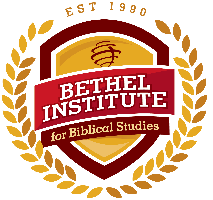 EST 1990
BETHEL
INSTITUTE
for Biblical Studies